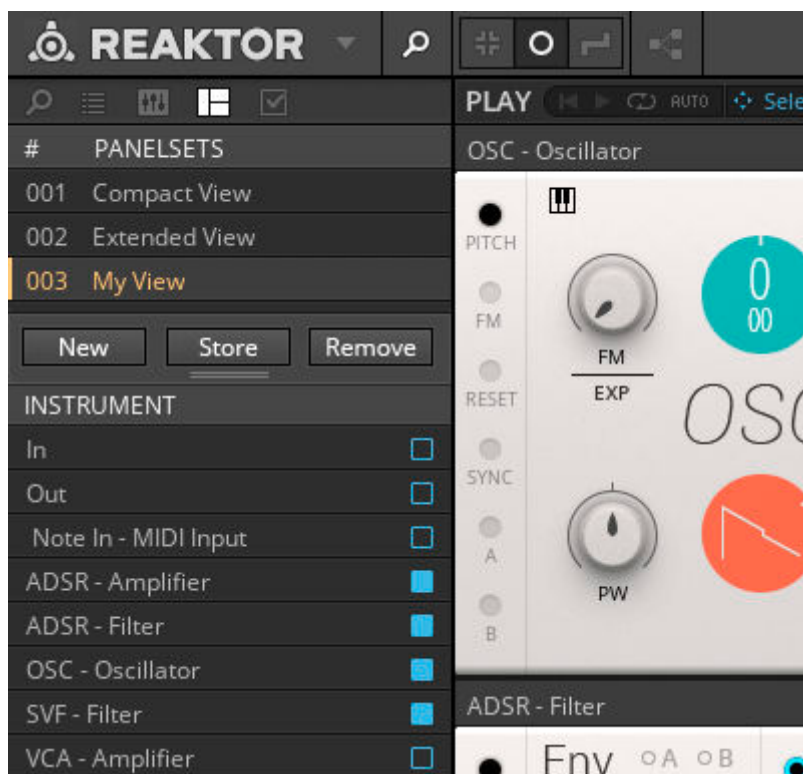 REAKTOR
# PANELSETS
001 Compact View
002 Extended View
003 My View
New Store Remove
INSTRUMENT
In
Out
Note In - MIDI Input
ADSR - Amplifier
ADSR - Filter
OSC - Oscillator
SVF - Filter
VCA - Amplifier
PLAY AUTO
OSC - Oscillator
PITCH
FM
RESET
SYNC
A
B
FM
EXP
PW
0
00
ADSR - Filter
Env A B